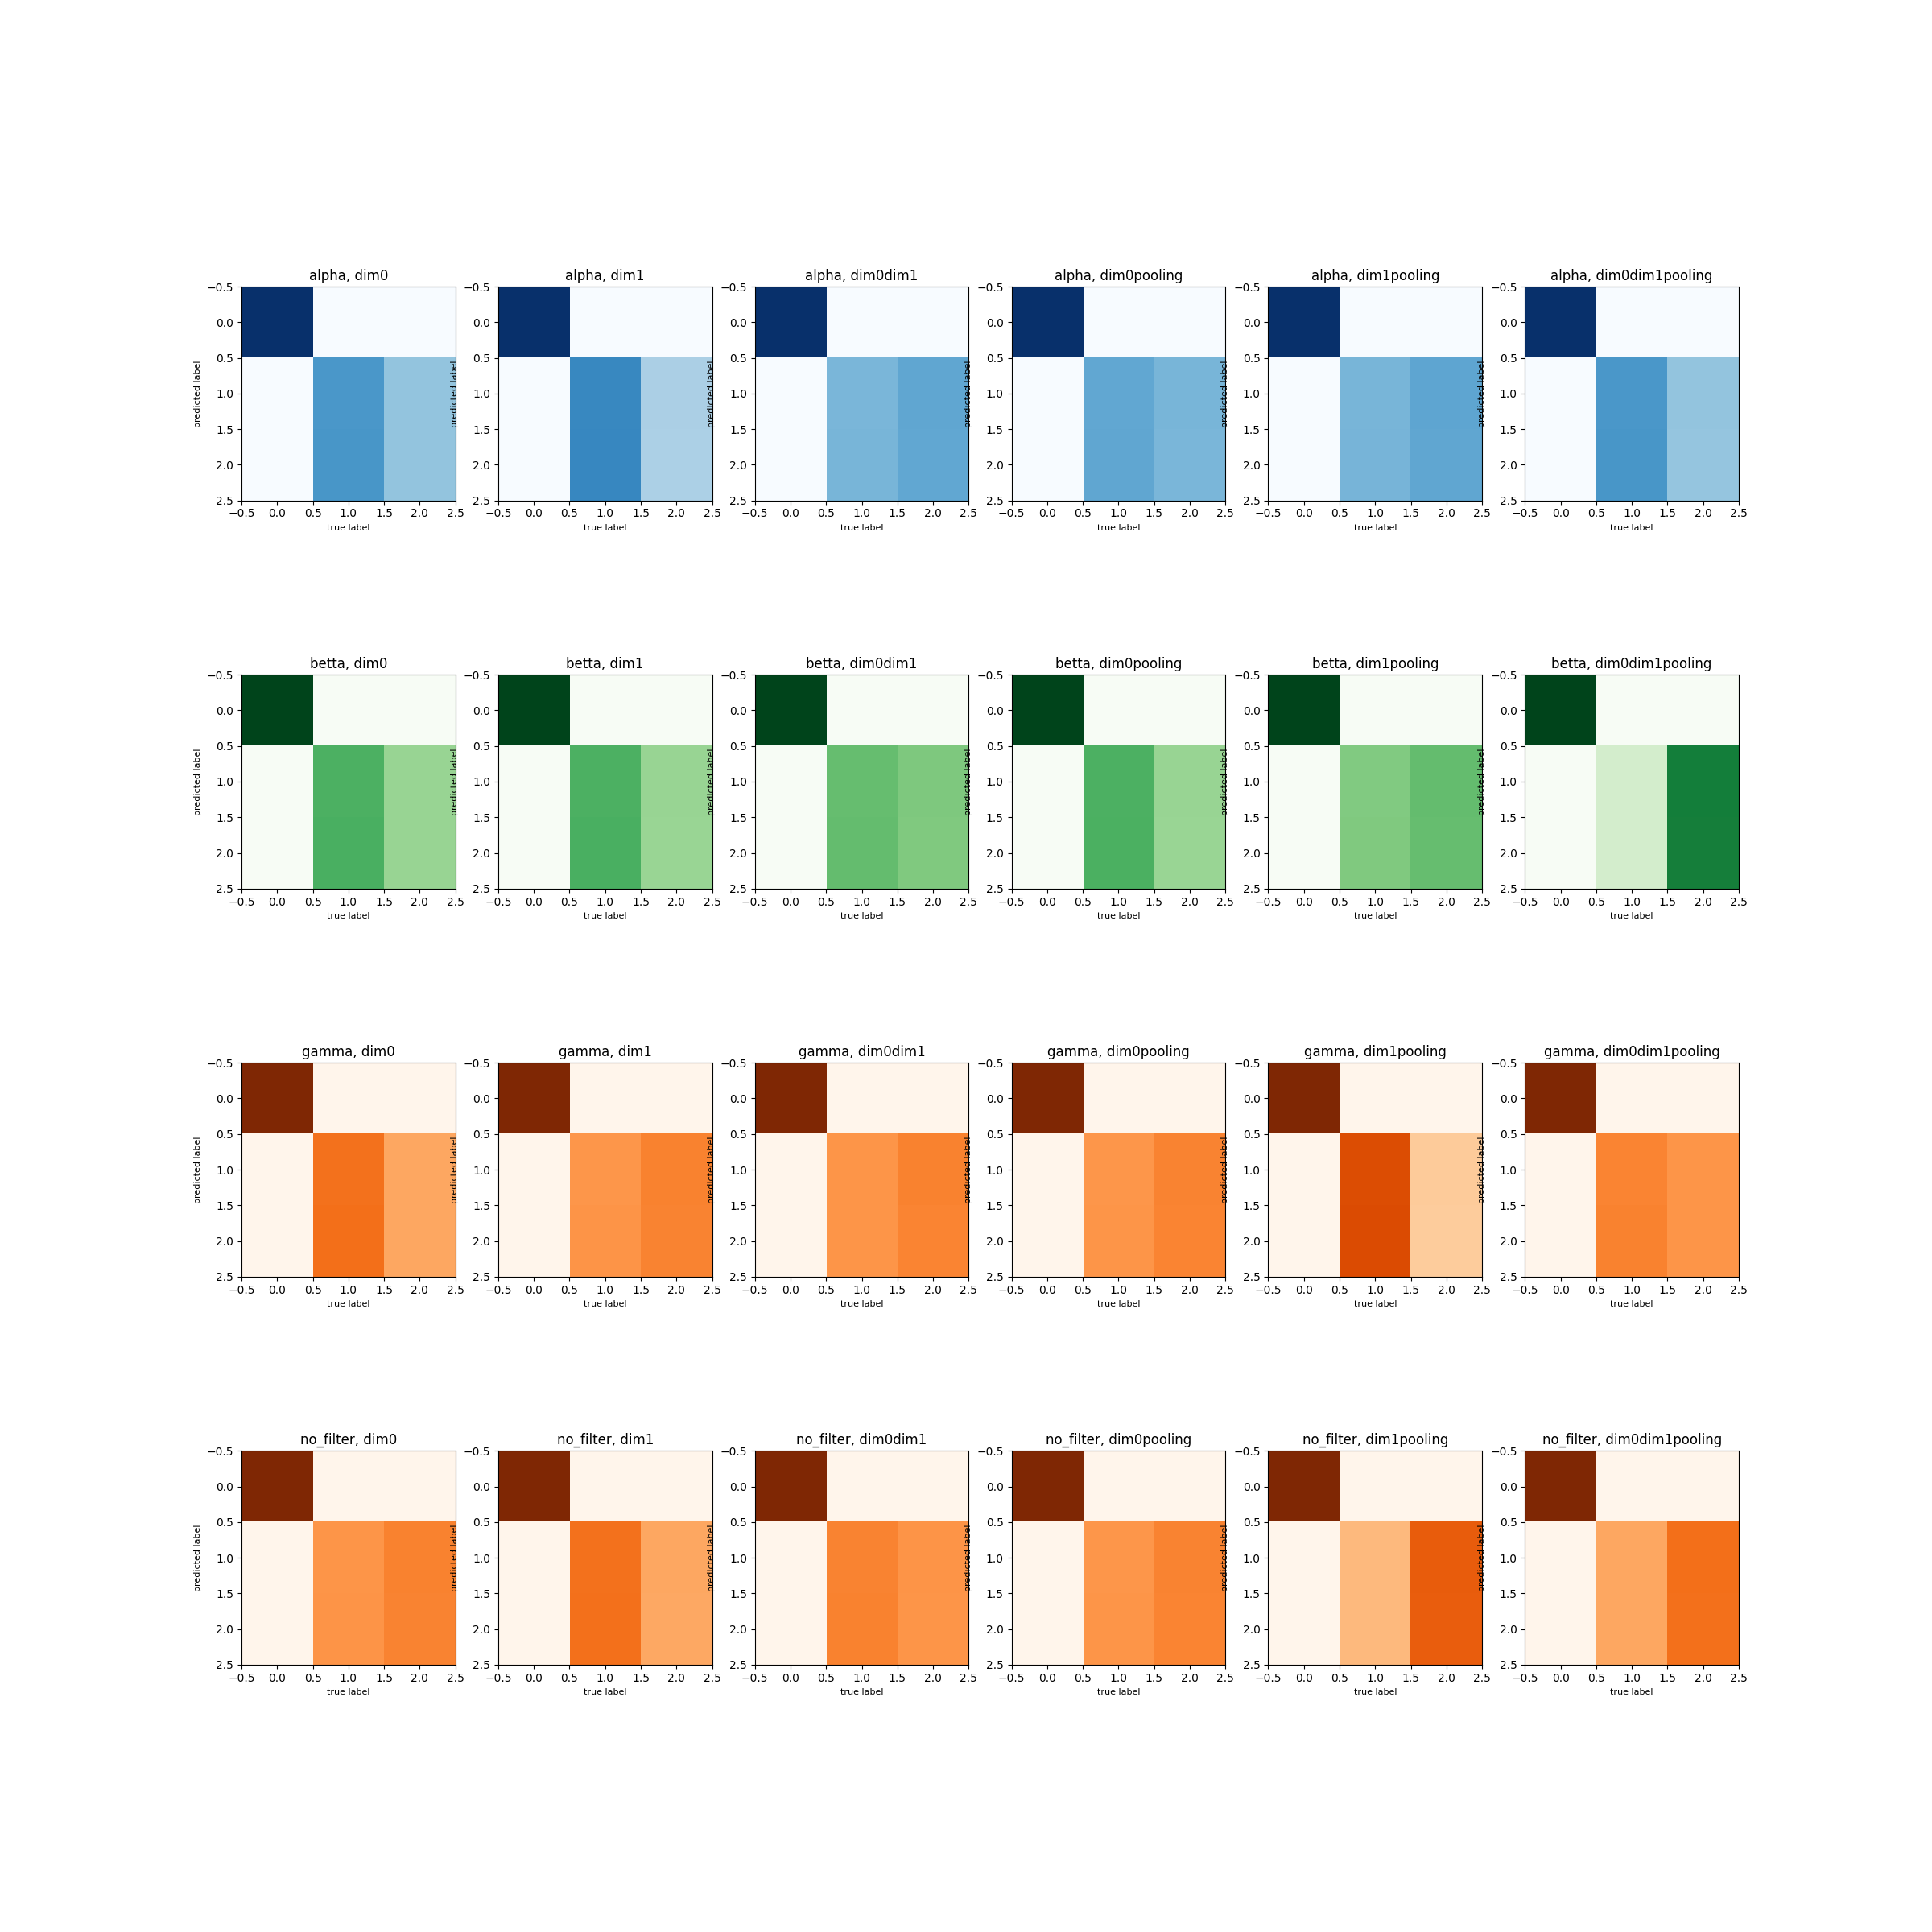 alpha, dim0 alpha, dim1 alpha, dim0dim1 alpha, dim0pooling alpha, dim1pooling alpha, dim0dim1pooling
−0.5 −0.5 −0.5 −0.5 −0.5 −0.5
0.0 0.0 0.0 0.0 0.0 0.0
0.5 0.5 0.5 0.5 0.5 0.5
predicted label predicted label predicted label predicted label predicted label predicted label
1.0 1.0 1.0 1.0 1.0 1.0
1.5 1.5 1.5 1.5 1.5 1.5
2.0 2.0 2.0 2.0 2.0 2.0
2.5 2.5 2.5 2.5 2.5 2.5
−0.5 0.0 0.5 1.0 1.5 2.0 2.5 −0.5 0.0 0.5 1.0 1.5 2.0 2.5 −0.5 0.0 0.5 1.0 1.5 2.0 2.5 −0.5 0.0 0.5 1.0 1.5 2.0 2.5 −0.5 0.0 0.5 1.0 1.5 2.0 2.5 −0.5 0.0 0.5 1.0 1.5 2.0 2.5
true label true label true label true label true label true label
betta, dim0 betta, dim1 betta, dim0dim1 betta, dim0pooling betta, dim1pooling betta, dim0dim1pooling
−0.5 −0.5 −0.5 −0.5 −0.5 −0.5
0.0 0.0 0.0 0.0 0.0 0.0
0.5 0.5 0.5 0.5 0.5 0.5
predicted label predicted label predicted label predicted label predicted label predicted label
1.0 1.0 1.0 1.0 1.0 1.0
1.5 1.5 1.5 1.5 1.5 1.5
2.0 2.0 2.0 2.0 2.0 2.0
2.5 2.5 2.5 2.5 2.5 2.5
−0.5 0.0 0.5 1.0 1.5 2.0 2.5 −0.5 0.0 0.5 1.0 1.5 2.0 2.5 −0.5 0.0 0.5 1.0 1.5 2.0 2.5 −0.5 0.0 0.5 1.0 1.5 2.0 2.5 −0.5 0.0 0.5 1.0 1.5 2.0 2.5 −0.5 0.0 0.5 1.0 1.5 2.0 2.5
true label true label true label true label true label true label
gamma, dim0 gamma, dim1 gamma, dim0dim1 gamma, dim0pooling gamma, dim1pooling gamma, dim0dim1pooling
−0.5 −0.5 −0.5 −0.5 −0.5 −0.5
0.0 0.0 0.0 0.0 0.0 0.0
0.5 0.5 0.5 0.5 0.5 0.5
predicted label predicted label predicted label predicted label predicted label predicted label
1.0 1.0 1.0 1.0 1.0 1.0
1.5 1.5 1.5 1.5 1.5 1.5
2.0 2.0 2.0 2.0 2.0 2.0
2.5 2.5 2.5 2.5 2.5 2.5
−0.5 0.0 0.5 1.0 1.5 2.0 2.5 −0.5 0.0 0.5 1.0 1.5 2.0 2.5 −0.5 0.0 0.5 1.0 1.5 2.0 2.5 −0.5 0.0 0.5 1.0 1.5 2.0 2.5 −0.5 0.0 0.5 1.0 1.5 2.0 2.5 −0.5 0.0 0.5 1.0 1.5 2.0 2.5
true label true label true label true label true label true label
no_filter, dim0 no_filter, dim1 no_filter, dim0dim1 no_filter, dim0pooling no_filter, dim1pooling no_filter, dim0dim1pooling
−0.5 −0.5 −0.5 −0.5 −0.5 −0.5
0.0 0.0 0.0 0.0 0.0 0.0
0.5 0.5 0.5 0.5 0.5 0.5
predicted label predicted label predicted label predicted label predicted label predicted label
1.0 1.0 1.0 1.0 1.0 1.0
1.5 1.5 1.5 1.5 1.5 1.5
2.0 2.0 2.0 2.0 2.0 2.0
2.5 2.5 2.5 2.5 2.5 2.5
−0.5 0.0 0.5 1.0 1.5 2.0 2.5 −0.5 0.0 0.5 1.0 1.5 2.0 2.5 −0.5 0.0 0.5 1.0 1.5 2.0 2.5 −0.5 0.0 0.5 1.0 1.5 2.0 2.5 −0.5 0.0 0.5 1.0 1.5 2.0 2.5 −0.5 0.0 0.5 1.0 1.5 2.0 2.5
true label true label true label true label true label true label